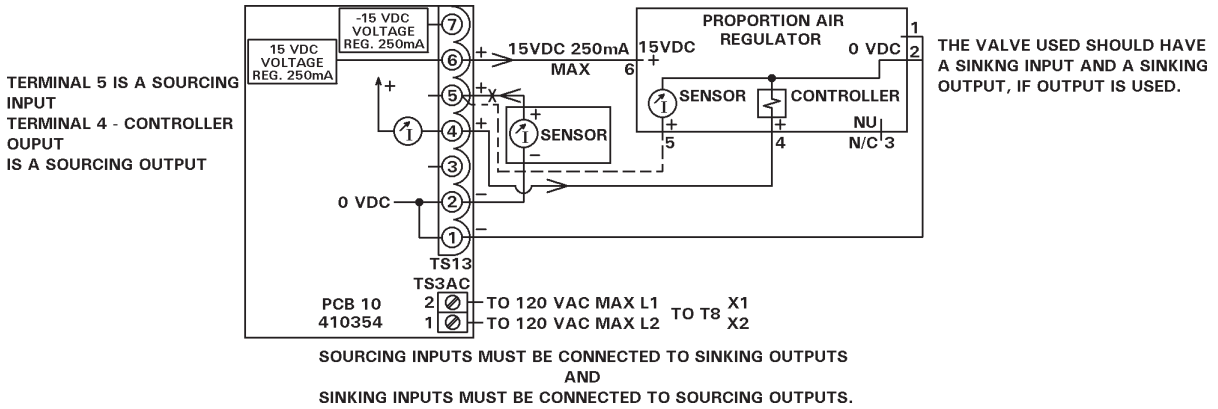 -15 VDC
VOLTAGE
REG. 250mA
7
15 VDC
VOLTAGE
REG. 250mA
6
+
15VDC 250mA
MAX
6
15VDC
+
PROPORTION AIR
REGULATOR
0 VDC
1
2
THE VALVE USED SHOULD HAVE
A SINKNG INPUT AND A SINKING
OUTPUT, IF OUTPUT IS USED.
TERMINAL 5 IS A SOURCING
INPUT
TERMINAL 4 - CONTROLLER
OUPUT
IS A SOURCING OUTPUT
+
5
+
X
I
SENSOR
CONTROLLER
+
+
5
4
NU
N/C 3
I
4
+
+
I
SENSOR
-
3
0 VDC
2
-
1
-
TS13
TS3AC
PCB 10
410354
2
TO 120 VAC MAX L1
1
TO 120 VAC MAX L2
TO T8
X1
X2
SOURCING INPUTS MUST BE CONNECTED TO SINKING OUTPUTS
AND
SINKING INPUTS MUST BE CONNECTED TO SOURCING OUTPUTS.